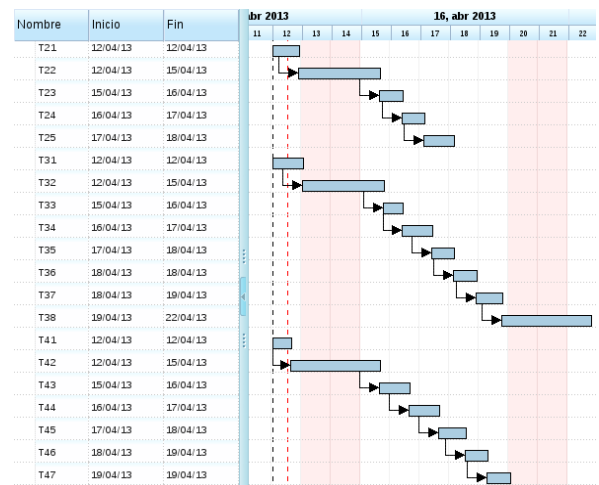 Nombre Inicio Fin br 2013 16, abr 2013
11 12 13 14 15 16 17 18 19 20 21 22
T21 12/04/13 12/04/13
T22 12/04/13 15/04/13
T23 15/04/13 16/04/13
T24 16/04/13 17/04/13
T25 17/04/13 18/04/13
T31 12/04/13 12/04/13
T32 12/04/13 15/04/13
T33 15/04/13 16/04/13
T34 16/04/13 17/04/13
T35 17/04/13 18/04/13
T36 18/04/13 18/04/13
T37 18/04/13 19/04/13
T38 19/04/13 22/04/13
T41 12/04/13 12/04/13
T42 12/04/13 15/04/13
T43 15/04/13 16/04/13
T44 16/04/13 17/04/13
T45 17/04/13 18/04/13
T46 18/04/13 19/04/13
T47 19/04/13 19/04/13